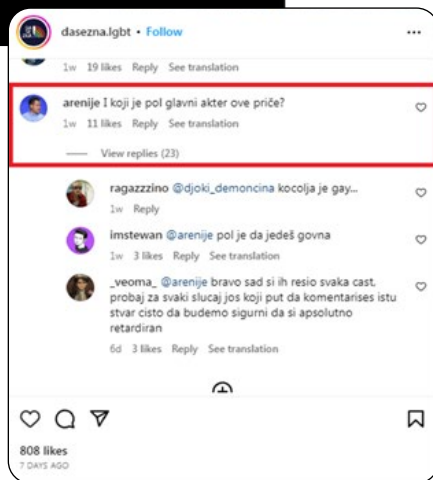 dasezna.lgbt • Follow
1w 19 likes Reply See translation
arenije I koji je pol glavni akter ove priče?
1w 11 likes Reply See translation
View replies (23)
ragazzzino @djoki_demoncina kocolja je gay...
1w Reply
imstewan @arenije pol je da jedeš govna
1w 3 likes Reply See translation
_veoma_ @arenije bravo sad si ih resio svaka cast,
probaj za svaki slucaj jos koji put da komentarises istu
stvar cisto da budemo sigurni da si apsolutno
retardiran
6d 3 likes Reply See translation
808 likes
7 DAYS AGO